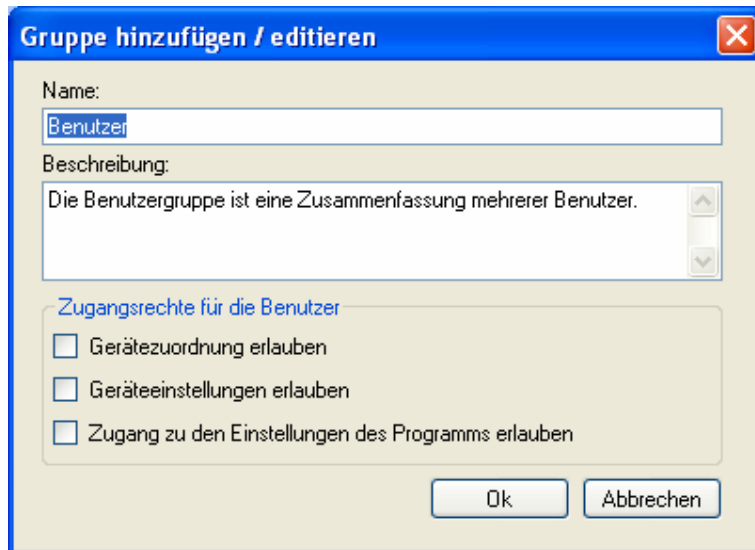 Gruppe hinzufügen / editieren
Name:
Benutzer
Beschreibung:
Die Benutzergruppe ist eine Zusammenfassung mehrerer Benutzer.
Zugangsrechte für die Benutzer
Gerätezuordnung erlauben
Geräteeinstellungen erlauben
Zugang zu den Einstellungen des Programms erlauben
Ok Abbrechen